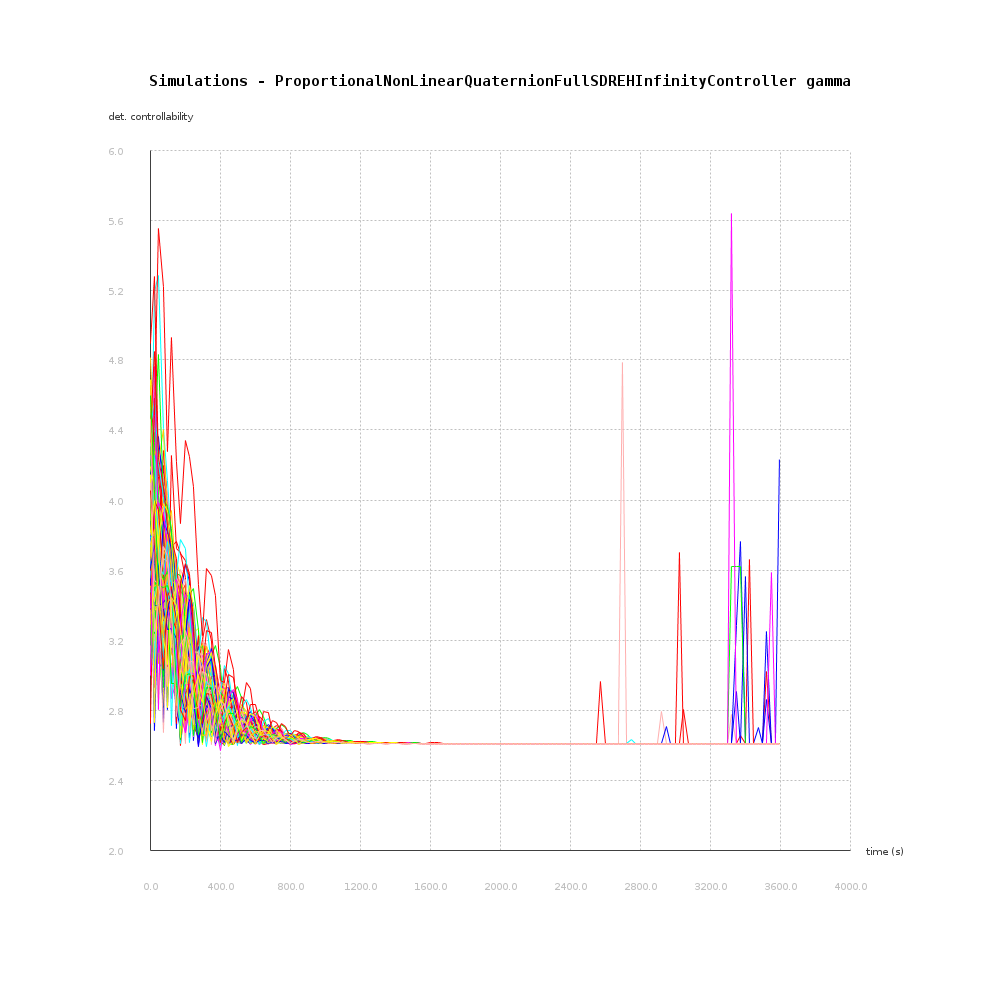 Simulations - ProportionalNonLinearQuaternionFullSDREHInfinityController gamma
det. controllability
6.0
5.6
5.2
4.8
4.4
4.0
3.6
3.2
2.8
2.4
2.0
time (s)
0.0 400.0 800.0 1200.0 1600.0 2000.0 2400.0 2800.0 3200.0 3600.0 4000.0